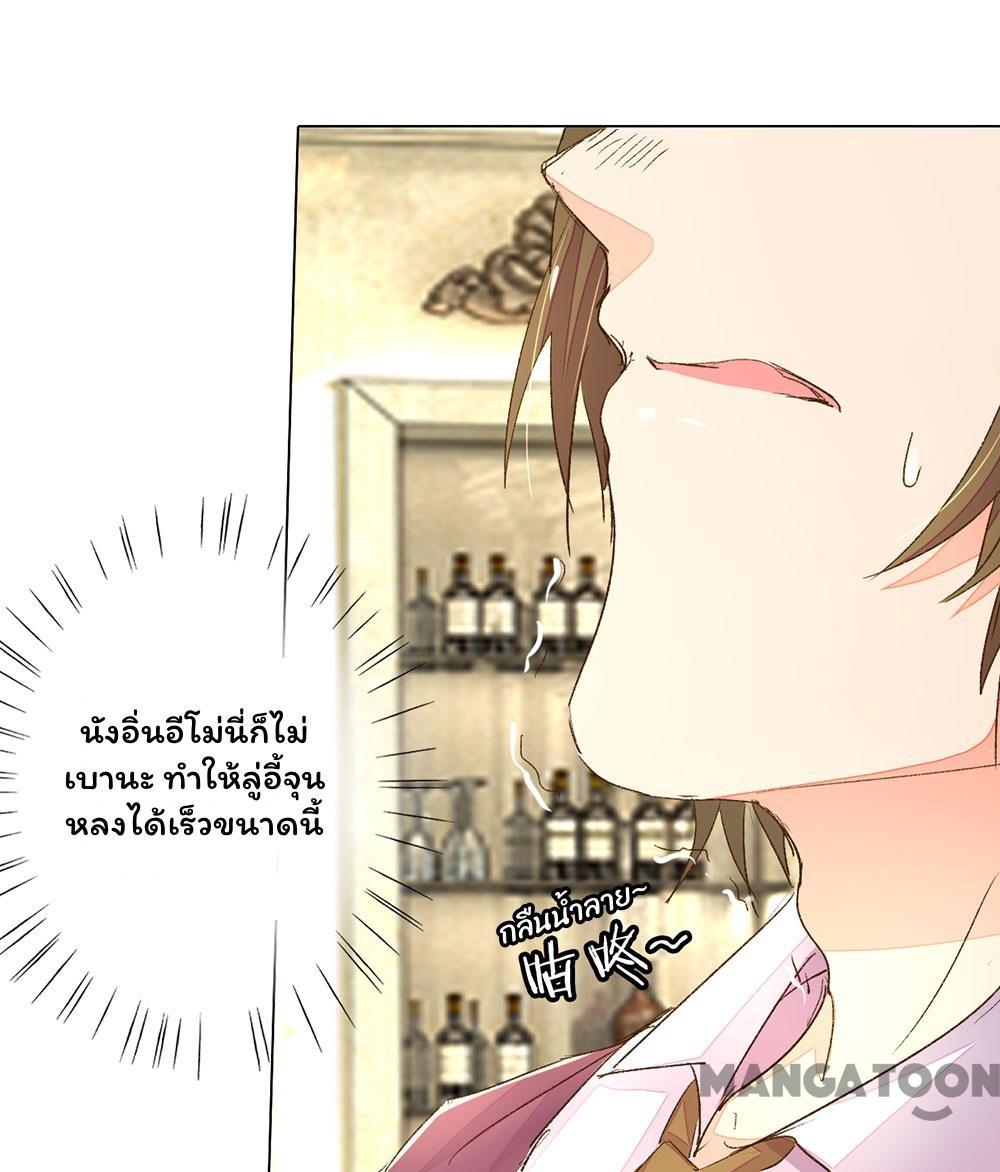 นังอิ่นอีโม่นี่ก็ไม่
เบานะ ทำให้ลู่อี้จุน
หลงได้เร็วขนาดนี้
กลืนน้ำลาย~
咕咚~
MANGATOON